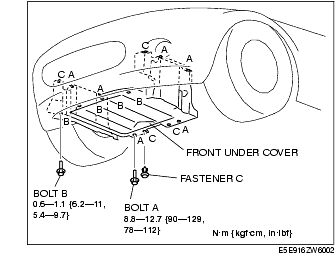 C A
A
C A
A
B
B B
B
B
C A
A C
FRONT UNDER COVER
FASTENER C
BOLT B
0.6—1.1 {6.2—11,
5.4—9.7}
BOLT A
8.8—12.7 {90—129,
78—112}
N·m {kgf·cm, in·lbf}
E5E916ZW6002